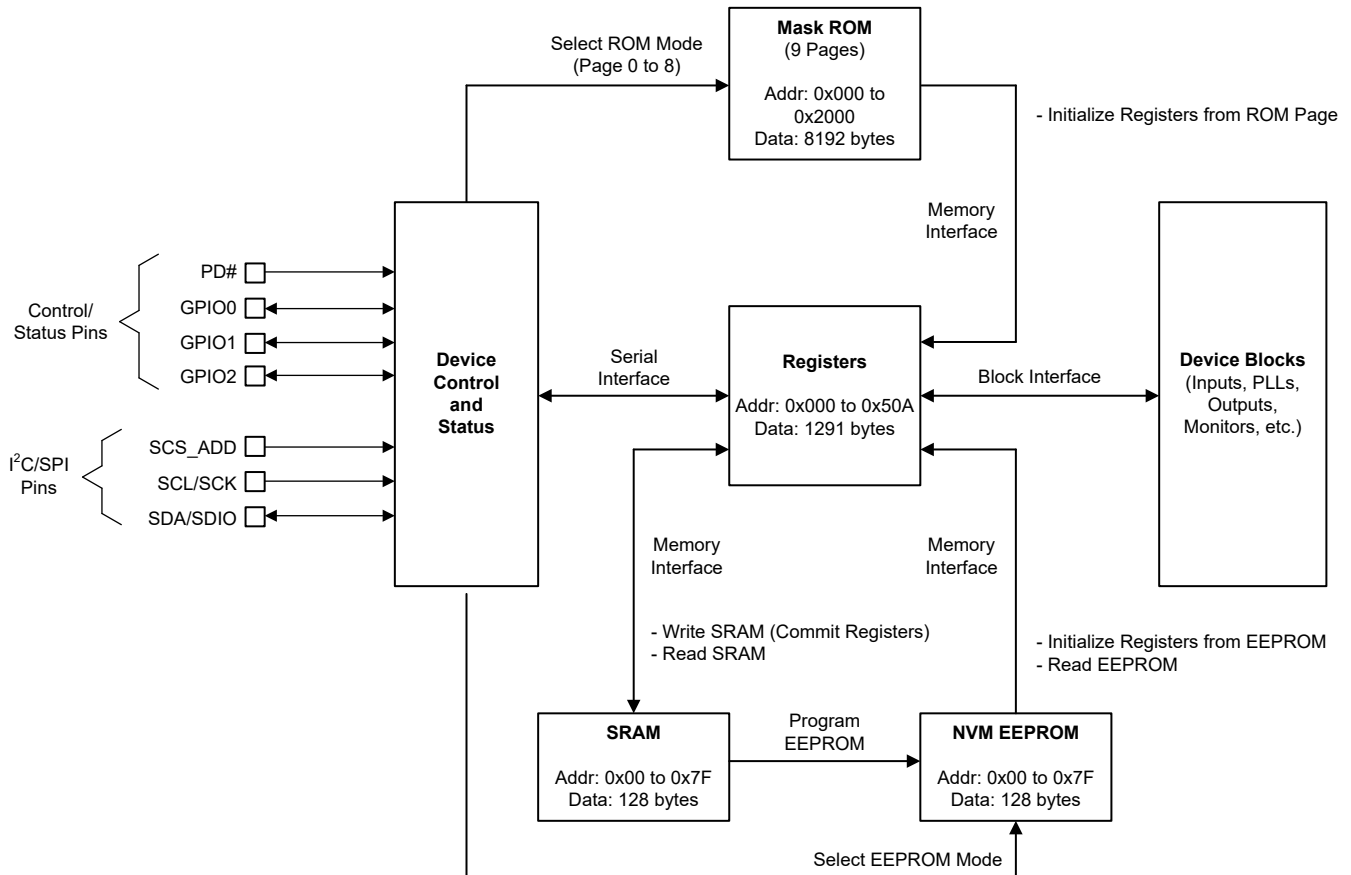 Mask ROM
(9 Pages)
Addr: 0x000 to
0x2000
Data: 8192 bytes
Select ROM Mode
(Page 0 to 8)
- Initialize Registers from ROM Page
Memory
Interface
Control/
Status Pins
PD#
GPIO0
GPIO1
GPIO2
I²C/SPI
Pins
SCS_ADD
SCL/SCK
SDA/SDIO
Device
Control
and
Status
Serial
Interface
Registers
Addr: 0x000 to 0x50A
Data: 1291 bytes
Block Interface
Device Blocks
(Inputs, PLLs,
Outputs,
Monitors, etc.)
Memory
Interface
Memory
Interface
- Write SRAM (Commit Registers)
- Read SRAM
- Initialize Registers from EEPROM
- Read EEPROM
SRAM
Addr: 0x00 to 0x7F
Data: 128 bytes
Program
EEPROM
NVM EEPROM
Addr: 0x00 to 0x7F
Data: 128 bytes
Select EEPROM Mode